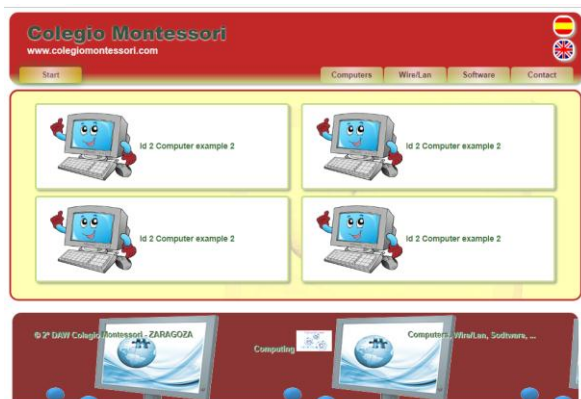 Colegio Montessori
www.colegiomontessori.com
Start
Computers
Wire/Lan
Software
Contact
Id 2 Computer example 2
Id 2 Computer example 2
Id 2 Computer example 2
Id 2 Computer example 2
© 2º DAW Colegio Montessori - ZARAGOZA
Computing
Computers, Wire/Lan, Sodtware, ...